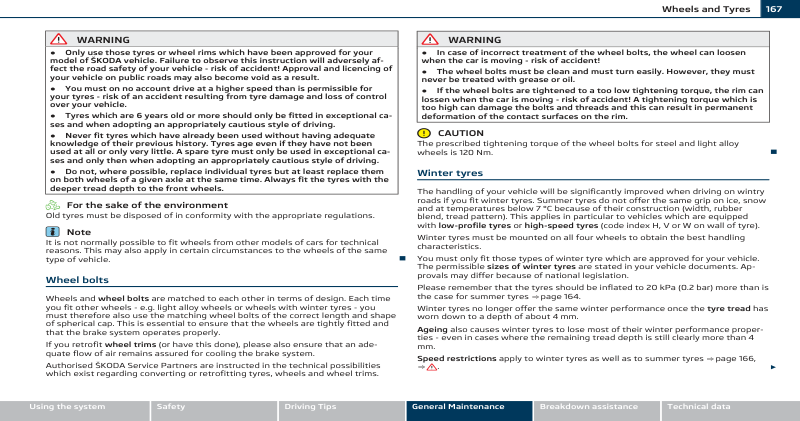 Wheels and Tyres 167
WARNING
● Only use those tyres or wheel rims which have been approved for your
model of ŠKODA vehicle. Failure to observe this instruction will adversely af-
fect the road safety of your vehicle - risk of accident! Approval and licencing of
your vehicle on public roads may also become void as a result.
● You must on no account drive at a higher speed than is permissible for
your tyres - risk of an accident resulting from tyre damage and loss of control
over your vehicle.
● Tyres which are 6 years old or more should only be fitted in exceptional ca-
ses and when adopting an appropriately cautious style of driving.
● Never fit tyres which have already been used without having adequate
knowledge of their previous history. Tyres age even if they have not been
used at all or only very little. A spare tyre must only be used in exceptional ca-
ses and only then when adopting an appropriately cautious style of driving.
● Do not, where possible, replace individual tyres but at least replace them
on both wheels of a given axle at the same time. Always fit the tyres with the
deeper tread depth to the front wheels.
For the sake of the environment
Old tyres must be disposed of in conformity with the appropriate regulations.
Note
It is not normally possible to fit wheels from other models of cars for technical
reasons. This may also apply in certain circumstances to the wheels of the same
type of vehicle.
Wheel bolts
Wheels and wheel bolts are matched to each other in terms of design. Each time
you fit other wheels - e.g. light alloy wheels or wheels with winter tyres - you
must therefore also use the matching wheel bolts of the correct length and shape
of spherical cap. This is essential to ensure that the wheels are tightly fitted and
that the brake system operates properly.
If you retrofit wheel trims (or have this done), please also ensure that an ade-
quate flow of air remains assured for cooling the brake system.
Authorised ŠKODA Service Partners are instructed in the technical possibilities
which exist regarding converting or retrofitting tyres, wheels and wheel trims.
WARNING
● In case of incorrect treatment of the wheel bolts, the wheel can loosen
when the car is moving - risk of accident!
● The wheel bolts must be clean and must turn easily. However, they must
never be treated with grease or oil.
● If the wheel bolts are tightened to a too low tightening torque, the rim can
lossen when the car is moving - risk of accident! A tightening torque which is
too high can damage the bolts and threads and this can result in permanent
deformation of the contact surfaces on the rim.
CAUTION
The prescribed tightening torque of the wheel bolts for steel and light alloy
wheels is 120 Nm.
Winter tyres
The handling of your vehicle will be significantly improved when driving on wintry
roads if you fit winter tyres. Summer tyres do not offer the same grip on ice, snow
and at temperatures below 7 °C because of their construction (width, rubber
blend, tread pattern). This applies in particular to vehicles which are equipped
with low-profile tyres or high-speed tyres (code index H, V or W on wall of tyre).
Winter tyres must be mounted on all four wheels to obtain the best handling
characteristics.
You must only fit those types of winter tyre which are approved for your vehicle.
The permissible sizes of winter tyres are stated in your vehicle documents. Ap-
provals may differ because of national legislation.
Please remember that the tyres should be inflated to 20 kPa (0.2 bar) more than is
the case for summer tyres ⇒ page 164.
Winter tyres no longer offer the same winter performance once the tyre tread has
worn down to a depth of about 4 mm.
Ageing also causes winter tyres to lose most of their winter performance proper-
ties - even in cases where the remaining tread depth is still clearly more than 4
mm.
Speed restrictions apply to winter tyres as well as to summer tyres ⇒ page 166,
⇒ ⚠.
Using the system Safety Driving Tips General Maintenance Breakdown assistance Technical data